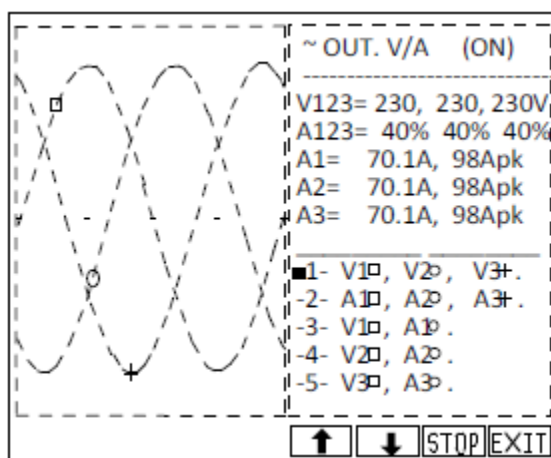 ~ OUT. V/A (ON)
V123= 230, 230, 230V
A123= 40% 40% 40%
A1= 70.1A, 98Apk
A2= 70.1A, 98Apk
A3= 70.1A, 98Apk
■1- V1□, V2○, V3+.
-2- A1□, A2○, A3+.
-3- V1□, A1○.
-4- V2□, A2○.
-5- V3□, A3○.
↑ ↓ STOP EXIT